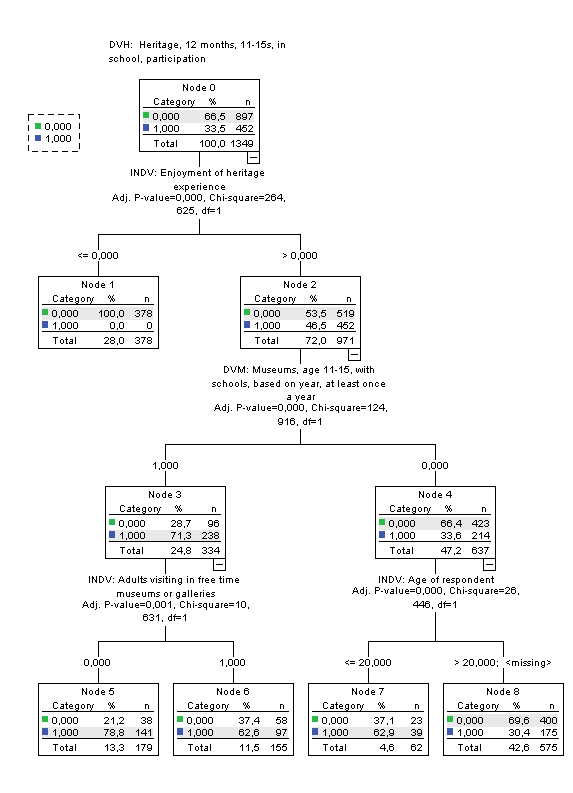 DVH: Heritage, 12 months, 11-15s, in
school, participation
0,000
1,000
Node 0
Category % n
0,000 66,5 897
1,000 33,5 452
Total 100,0 1349
INDV: Enjoyment of heritage
experience
Adj. P-value=0,000, Chi-square=264,
625, df=1
<= 0,000
> 0,000
Node 1
Category % n
0,000 100,0 378
1,000 0,0 0
Total 28,0 378
Node 2
Category % n
0,000 53,5 519
1,000 46,5 452
Total 72,0 971
DVM: Museums, age 11-15, with
schools, based on year, at least once
a year
Adj. P-value=0,000, Chi-square=124,
916, df=1
1,000
0,000
Node 3
Category % n
0,000 28,7 96
1,000 71,3 238
Total 24,8 334
Node 4
Category % n
0,000 66,4 423
1,000 33,6 214
Total 47,2 637
INDV: Adults visiting in free time
museums or galleries
Adj. P-value=0,001, Chi-square=10,
631, df=1
INDV: Age of respondent
Adj. P-value=0,000, Chi-square=26,
446, df=1
0,000
1,000
<= 20,000
> 20,000; <missing>
Node 5
Category % n
0,000 21,2 38
1,000 78,8 141
Total 13,3 179
Node 6
Category % n
0,000 37,4 58
1,000 62,6 97
Total 11,5 155
Node 7
Category % n
0,000 37,1 23
1,000 62,9 39
Total 4,6 62
Node 8
Category % n
0,000 69,6 400
1,000 30,4 175
Total 42,6 575